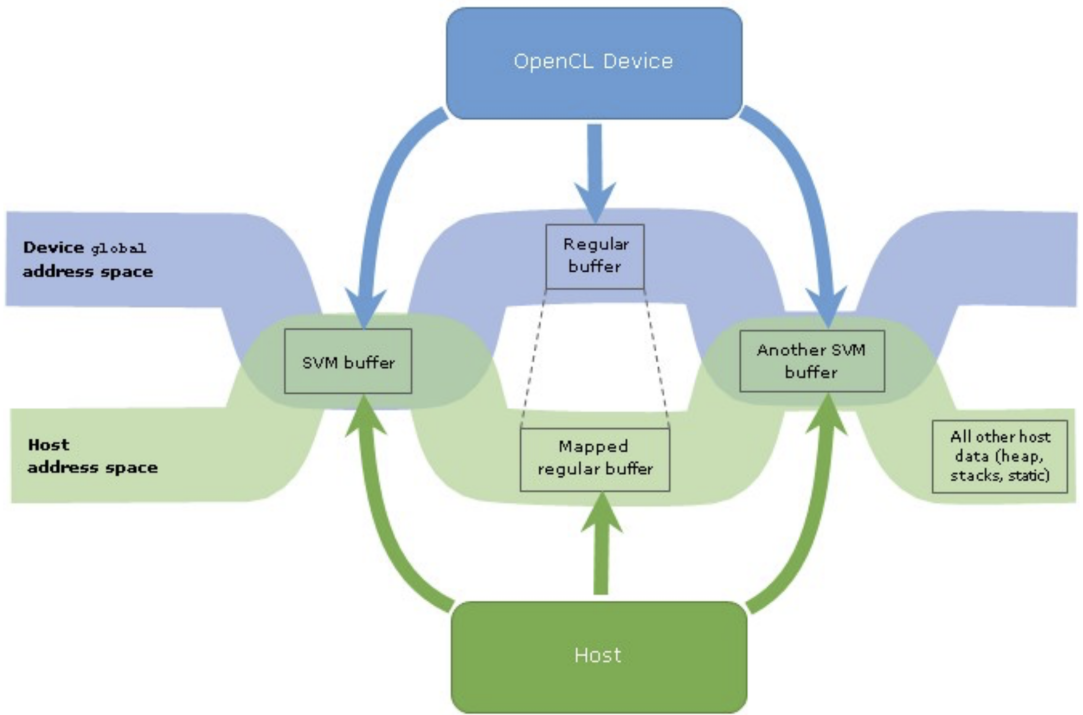 OpenCL Device
Device global
address space
Regular
buffer
SVM buffer
Another SVM
buffer
Host
address space
Mapped
regular buffer
All other host
data (heap,
stacks, static)
Host